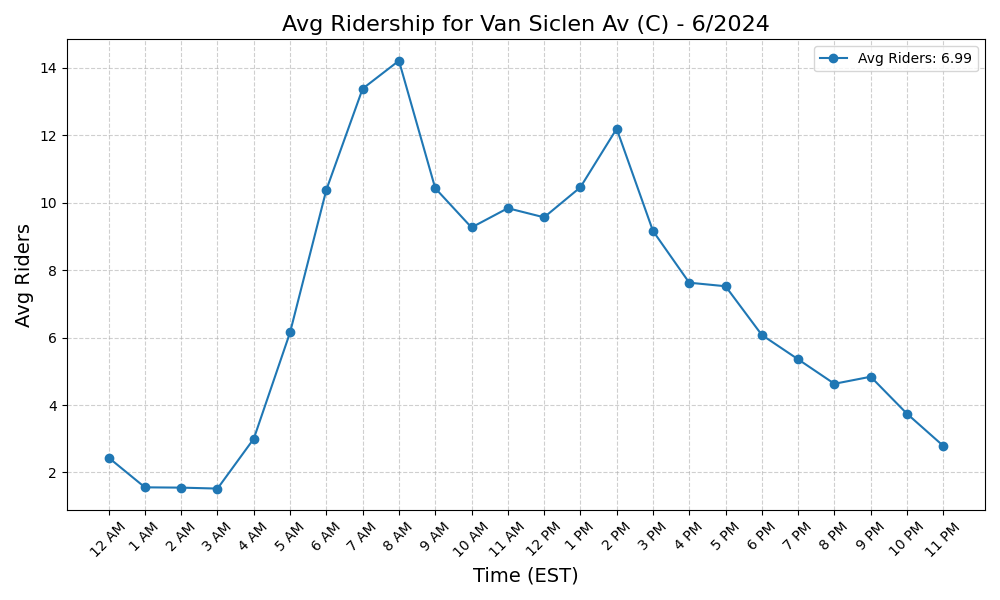 Avg Ridership for Van Siclen Av (C) - 6/2024
Avg Riders: 6.99
Avg Riders
14
12
10
8
6
4
2
12 AM
1 AM
2 AM
3 AM
4 AM
5 AM
6 AM
7 AM
8 AM
9 AM
10 AM
11 AM
12 PM
1 PM
2 PM
3 PM
4 PM
5 PM
6 PM
7 PM
8 PM
9 PM
10 PM
11 PM
Time (EST)